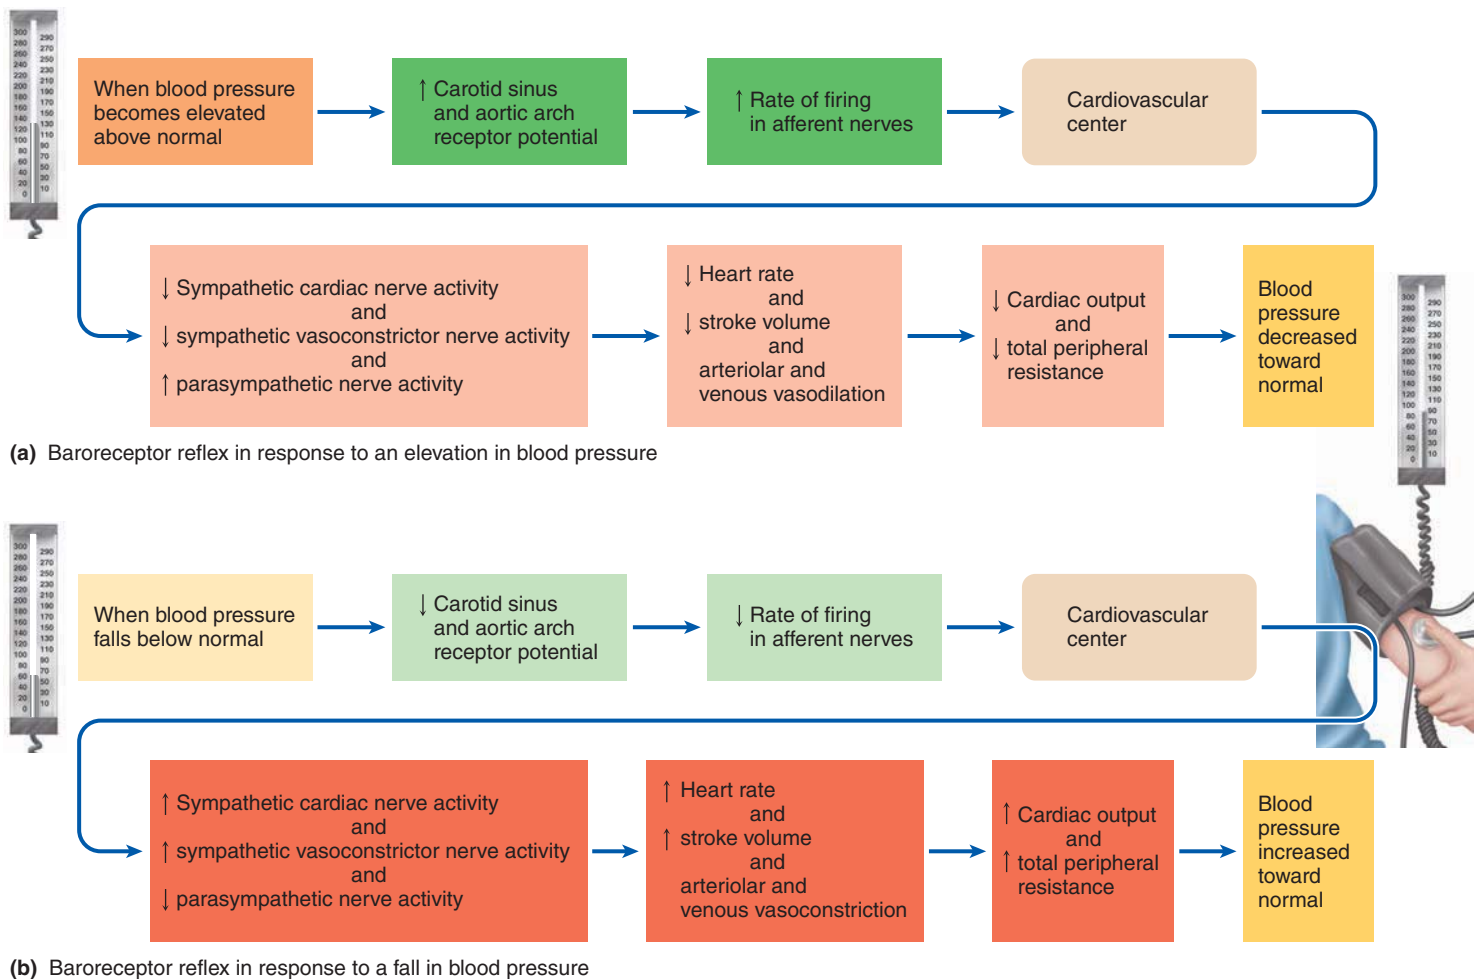 When blood pressure
becomes elevated
above normal
↑ Carotid sinus
and aortic arch
receptor potential
↑ Rate of firing
in afferent nerves
Cardiovascular
center
↓ Sympathetic cardiac nerve activity
and
↓ sympathetic vasoconstrictor nerve activity
and
↑ parasympathetic nerve activity
↓ Heart rate
and
↓ stroke volume
and
arteriolar and
venous vasodilation
↓ Cardiac output
and
↓ total peripheral
resistance
Blood
pressure
decreased
toward
normal
(a) Baroreceptor reflex in response to an elevation in blood pressure
When blood pressure
falls below normal
↓ Carotid sinus
and aortic arch
receptor potential
↓ Rate of firing
in afferent nerves
Cardiovascular
center
↑ Sympathetic cardiac nerve activity
and
↑ sympathetic vasoconstrictor nerve activity
and
↓ parasympathetic nerve activity
↑ Heart rate
and
↑ stroke volume
and
arteriolar and
venous vasoconstriction
↑ Cardiac output
and
↑ total peripheral
resistance
Blood
pressure
increased
toward
normal
(b) Baroreceptor reflex in response to a fall in blood pressure